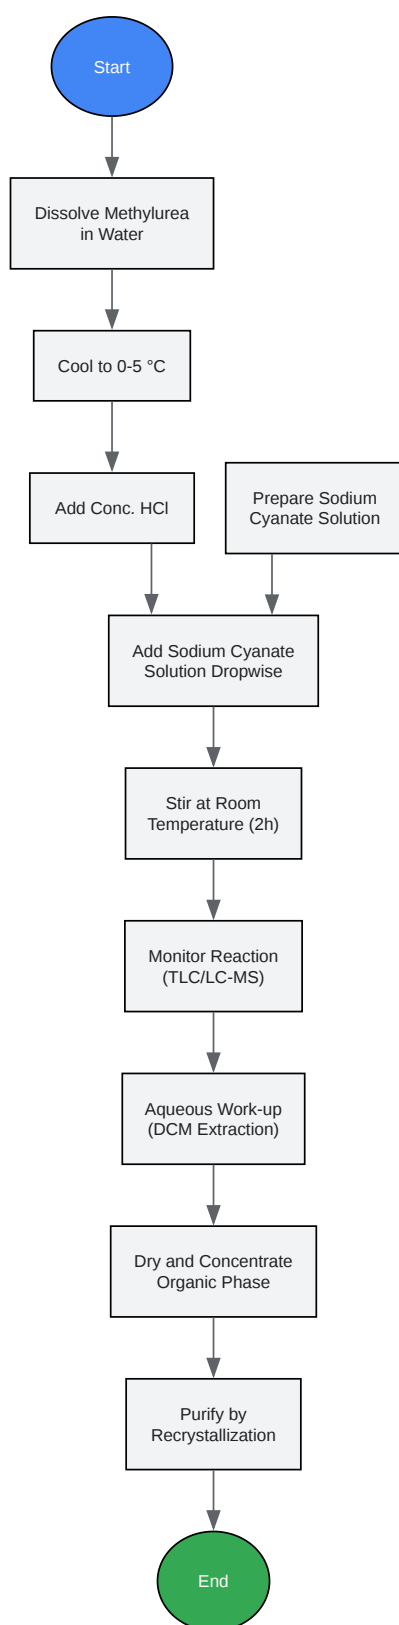 Start
Dissolve Methylurea
in Water
Cool to 0-5 °C
Add Conc. HCl
Prepare Sodium
Cyanate Solution
Add Sodium Cyanate
Solution Dropwise
Stir at Room
Temperature (2h)
Monitor Reaction
(TLC/LC-MS)
Aqueous Work-up
(DCM Extraction)
Dry and Concentrate
Organic Phase
Purify by
Recrystallization
End